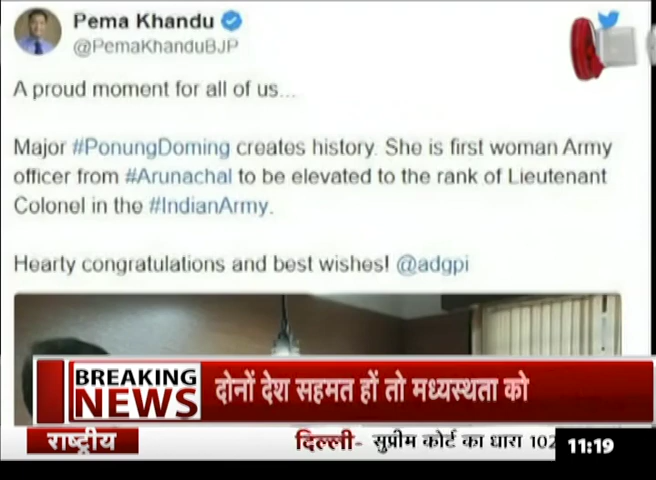 Pema Khandu
@PemaKhanduBJP
A proud moment for all of us...
Major #PonungDoming creates history. She is first woman Army
officer from #Arunachal to be elevated to the rank of Lieutenant
Colonel in the #IndianArmy.
Hearty congratulations and best wishes! @adgpi
BREAKING
NEWS
दोनों देश सहमत हों तो मध्यस्थता को
राष्ट्रीय
दिल्ली- सुप्रीम कोर्ट का धारा 102
11:19